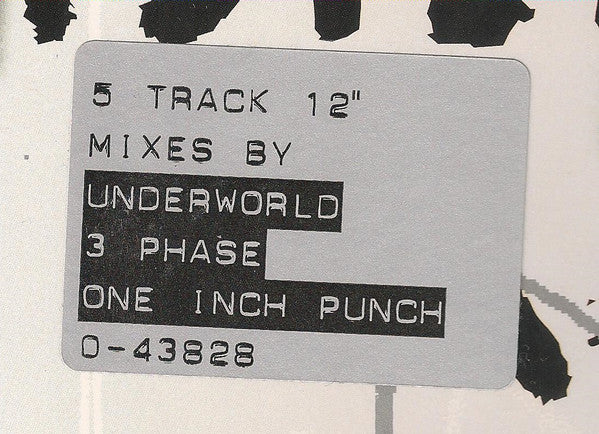 5 TRACK 12"
MIXES BY
UNDERWORLD
3 PHASE
ONE INCH PUNCH
0-43828